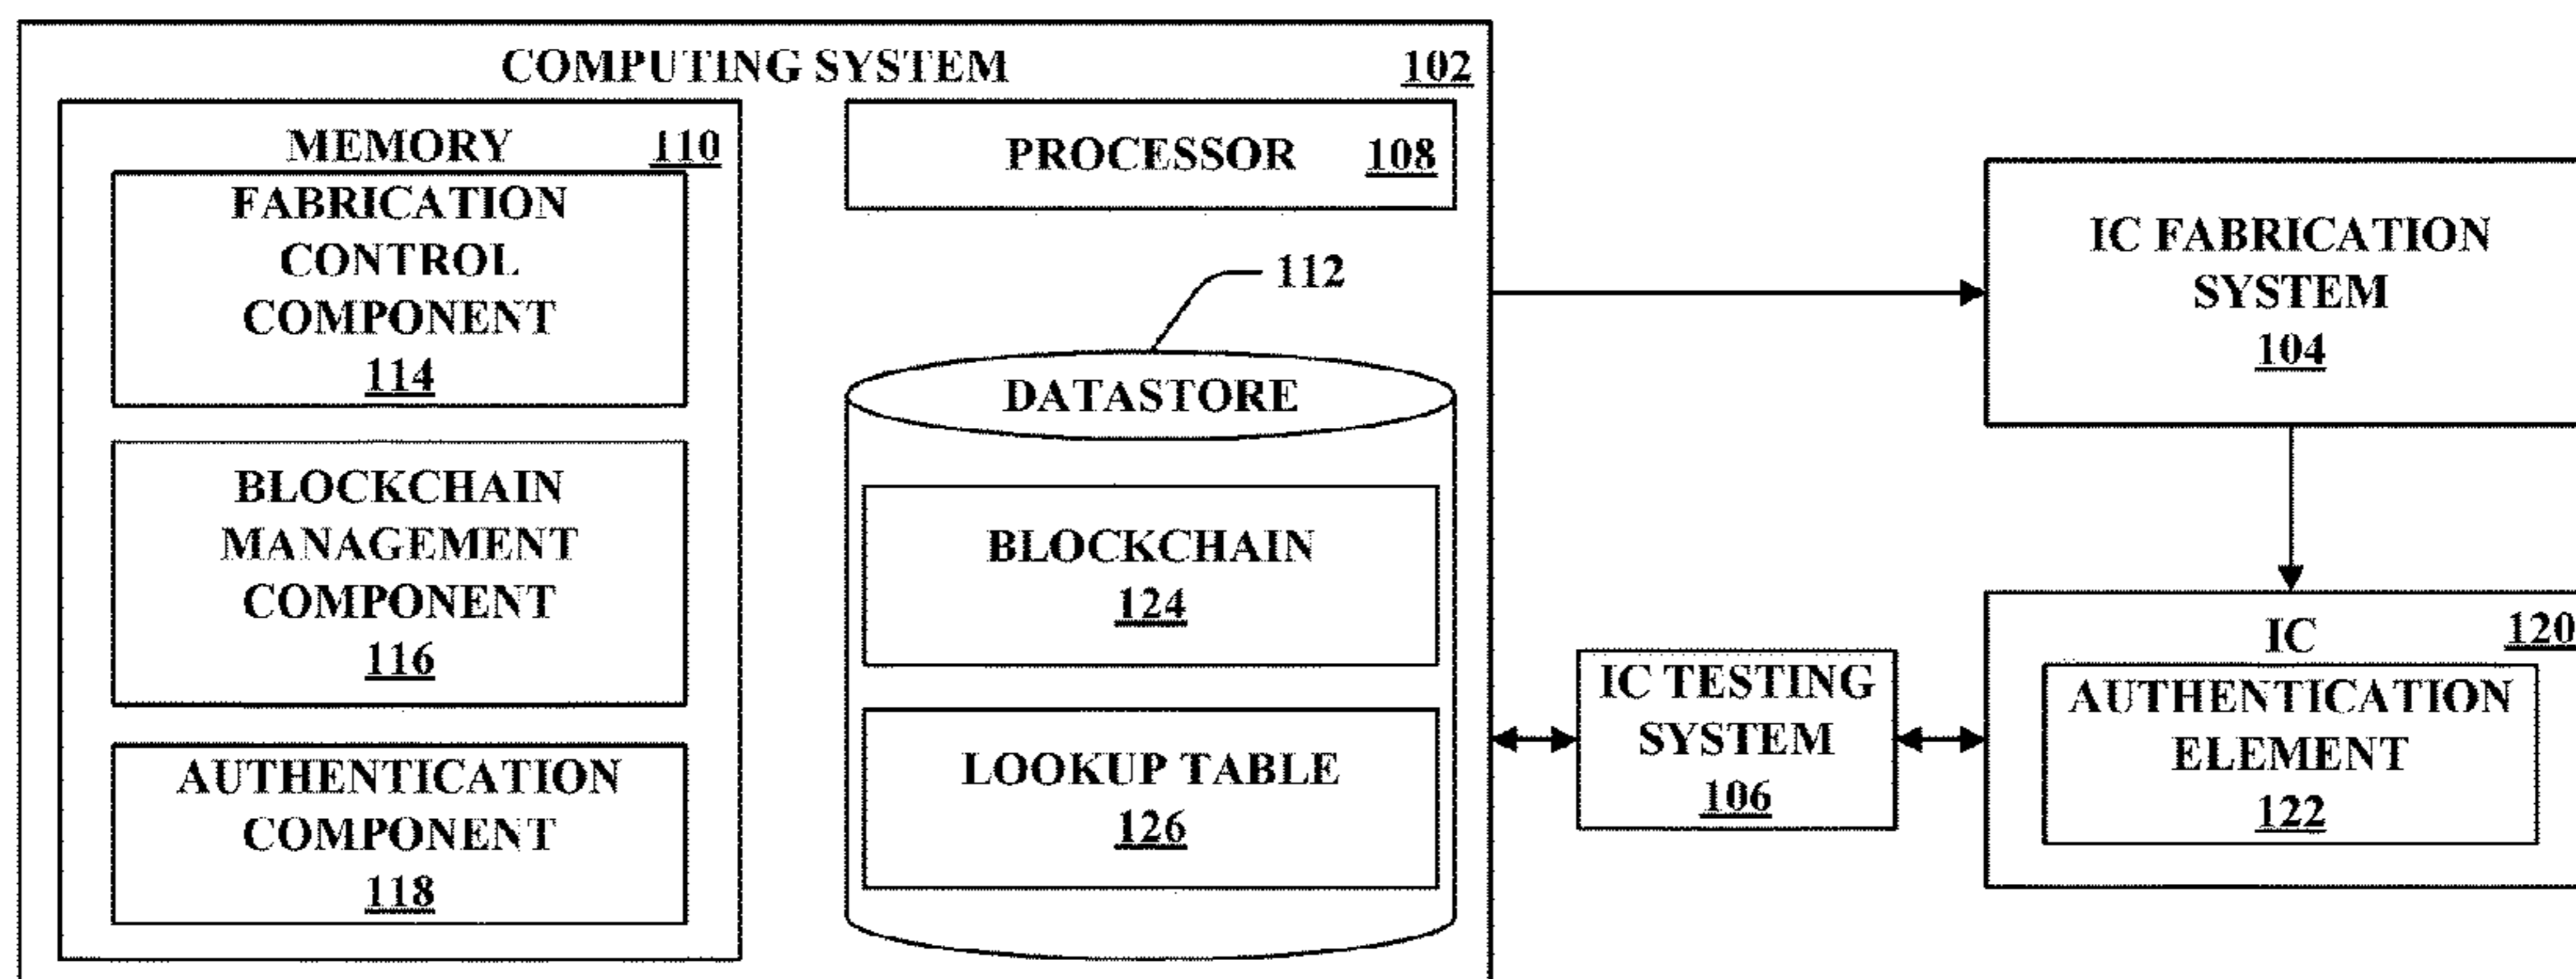 COMPUTING SYSTEM 102
MEMORY 110
FABRICATION
CONTROL
COMPONENT
114
BLOCKCHAIN
MANAGEMENT
COMPONENT
116
AUTHENTICATION
COMPONENT
118
PROCESSOR 108
112
DATASTORE
BLOCKCHAIN
124
LOOKUP TABLE
126
IC FABRICATION
SYSTEM
104
IC TESTING
SYSTEM
106
IC 120
AUTHENTICATION
ELEMENT
122